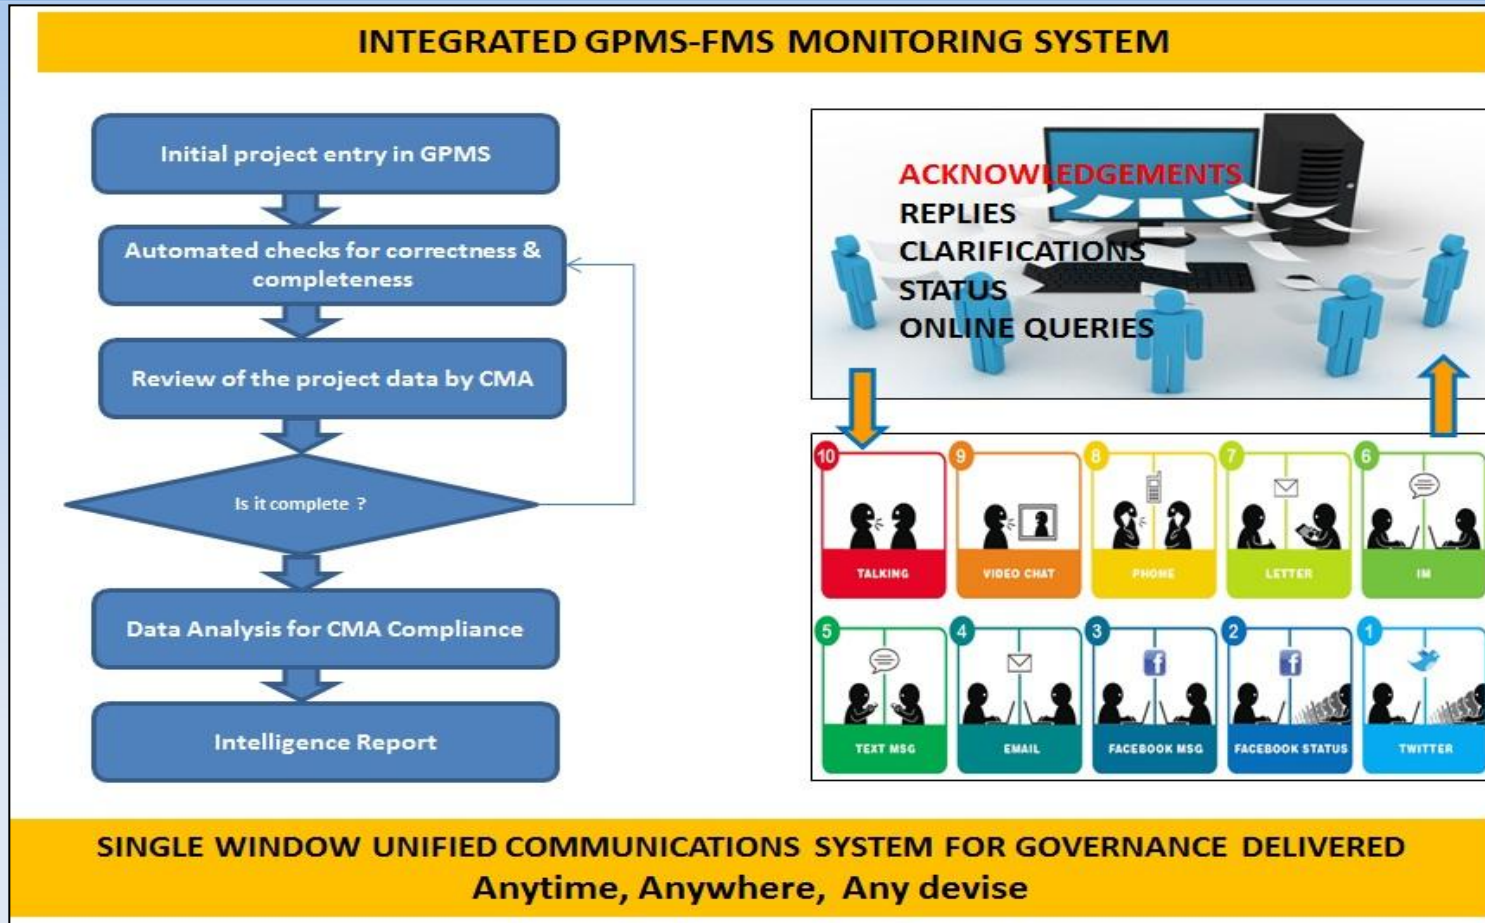 INTEGRATED GPMS-FMS MONITORING SYSTEM
Initial project entry in GPMS
Automated checks for correctness &
completeness
Review of the project data by CMA
Is it complete ?
Data Analysis for CMA Compliance
Intelligence Report
ACKNOWLEDGEMENTS
REPLIES
CLARIFICATIONS
STATUS
ONLINE QUERIES
10 9 8 7 6
TALKING VIDEO CHAT PHONE LETTER IM
5 4 3 2 1
f f
TEXT MSG EMAIL FACEBOOK MSG FACEBOOK STATUS TWITTER
SINGLE WINDOW UNIFIED COMMUNICATIONS SYSTEM FOR GOVERNANCE DELIVERED
Anytime, Anywhere, Any devise